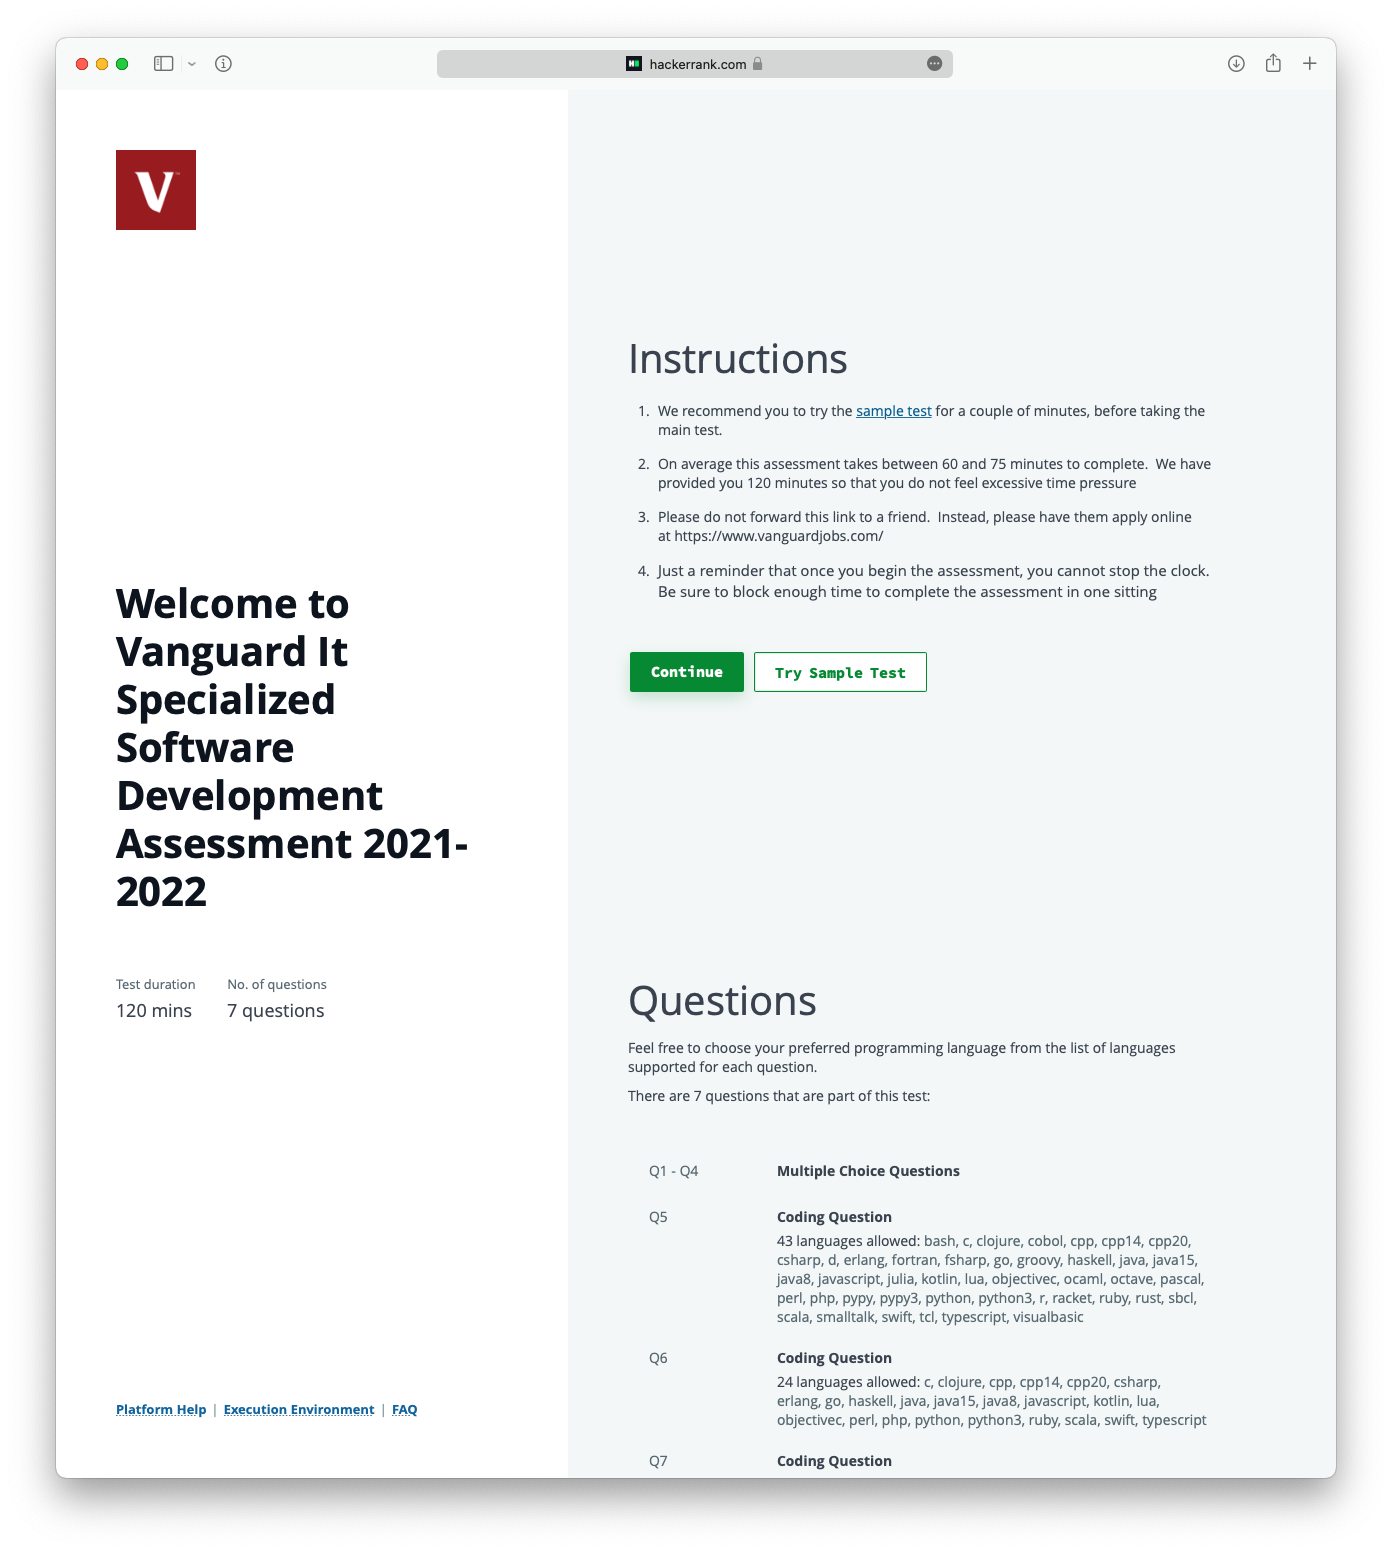 hackerrank.com
V
Instructions
1. We recommend you to try the sample test for a couple of minutes, before taking the
main test.
2. On average this assessment takes between 60 and 75 minutes to complete.  We have
provided you 120 minutes so that you do not feel excessive time pressure
3. Please do not forward this link to a friend.  Instead, please have them apply online
at https://www.vanguardjobs.com/
4. Just a reminder that once you begin the assessment, you cannot stop the clock.
Be sure to block enough time to complete the assessment in one sitting
Continue
Try Sample Test
Welcome to
Vanguard It
Specialized
Software
Development
Assessment 2021-
2022
Test duration
No. of questions
120 mins
7 questions
Platform Help | Execution Environment | FAQ
Questions
Feel free to choose your preferred programming language from the list of languages
supported for each question.
There are 7 questions that are part of this test:
Q1 - Q4
Multiple Choice Questions
Q5
Coding Question
43 languages allowed: bash, c, clojure, cobol, cpp, cpp14, cpp20,
csharp, d, erlang, fortran, fsharp, go, groovy, haskell, java, java15,
java8, javascript, julia, kotlin, lua, objectivec, ocaml, octave, pascal,
perl, php, pypy, pypy3, python, python3, r, racket, ruby, rust, sbcl,
scala, smalltalk, swift, tcl, typescript, visualbasic
Q6
Coding Question
24 languages allowed: c, clojure, cpp, cpp14, cpp20, csharp,
erlang, go, haskell, java, java15, java8, javascript, kotlin, lua,
objectivec, perl, php, python, python3, ruby, scala, swift, typescript
Q7
Coding Question